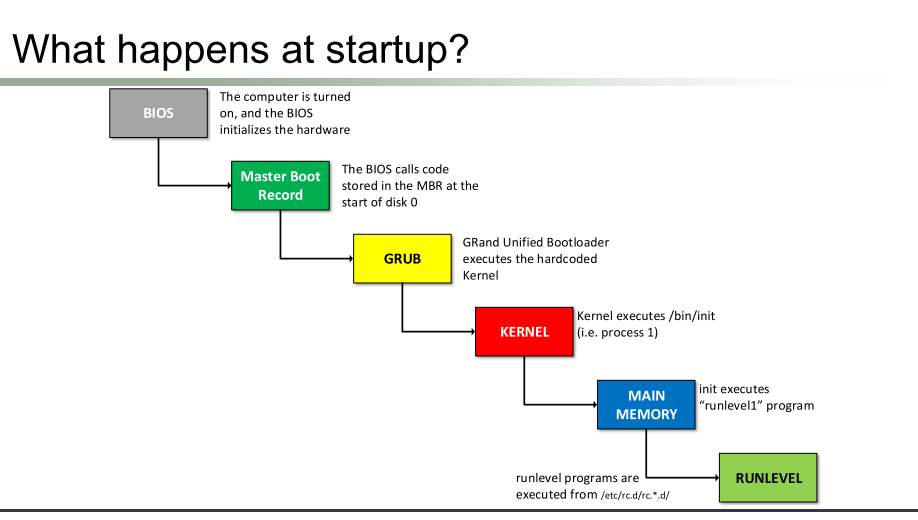 What happens at startup?
BIOS
The computer is turned
on, and the BIOS
initializes the hardware
Master Boot
Record
The BIOS calls code
stored in the MBR at the
start of disk 0
GRUB
GRand Unified Bootloader
executes the hardcoded
Kernel
KERNEL
Kernel executes /bin/init
(i.e. process 1)
MAIN
MEMORY
init executes
“runlevel1” program
RUNLEVEL
runlevel programs are
executed from /etc/rc.d/rc.*.d/